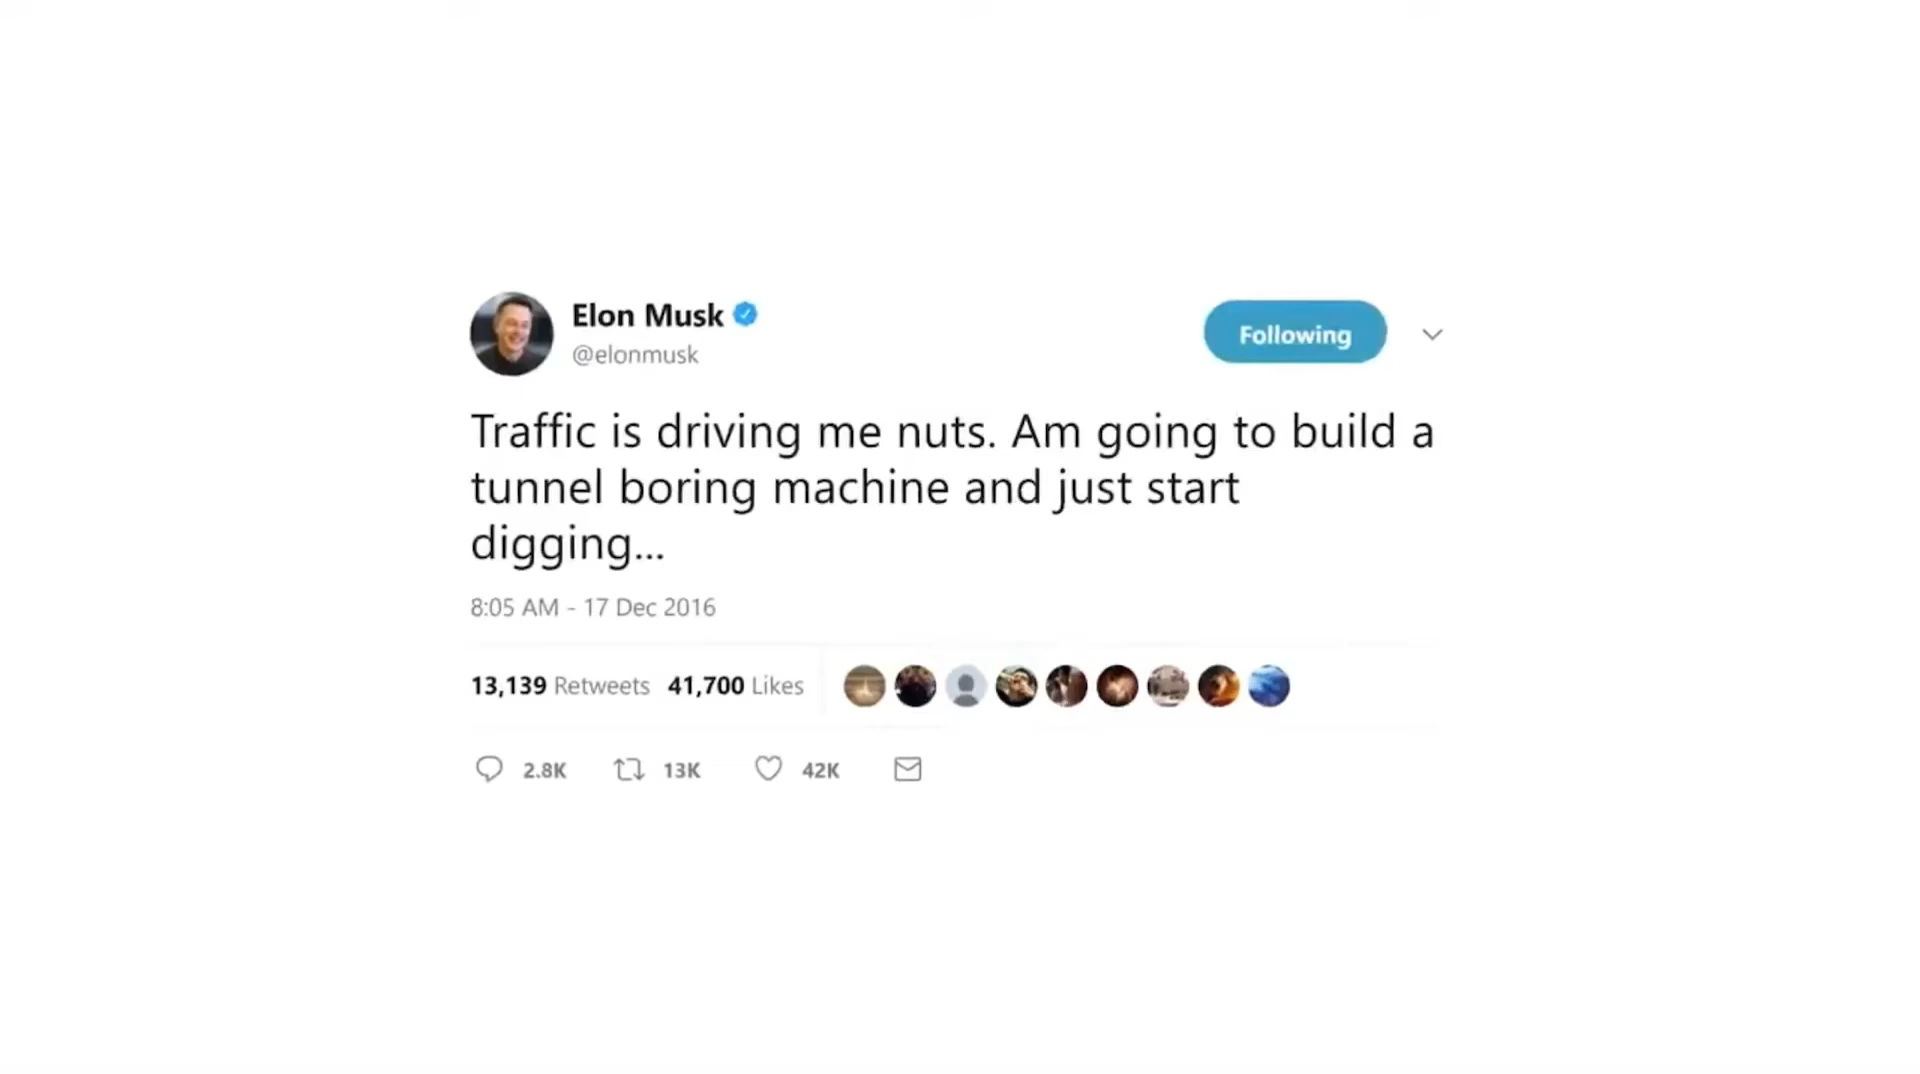 Elon Musk
@elonmusk
Following
Traffic is driving me nuts. Am going to build a
tunnel boring machine and just start
digging...
8:05 AM - 17 Dec 2016
13,139 Retweets 41,700 Likes
2.8K 13K 42K